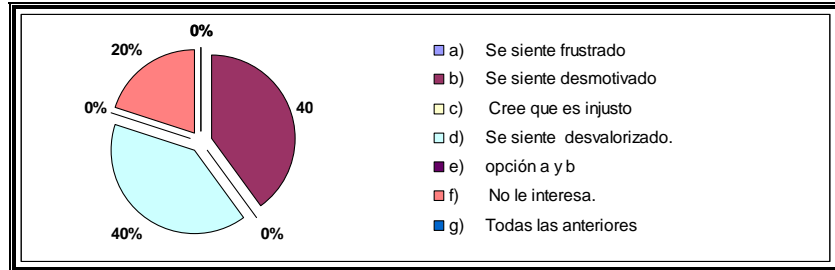 0%
20%
0%
40
40%
0%
a) Se siente frustrado
b) Se siente desmotivado
c) Cree que es injusto
d) Se siente desvalorizado.
e) opción a y b
f) No le interesa.
g) Todas las anteriores